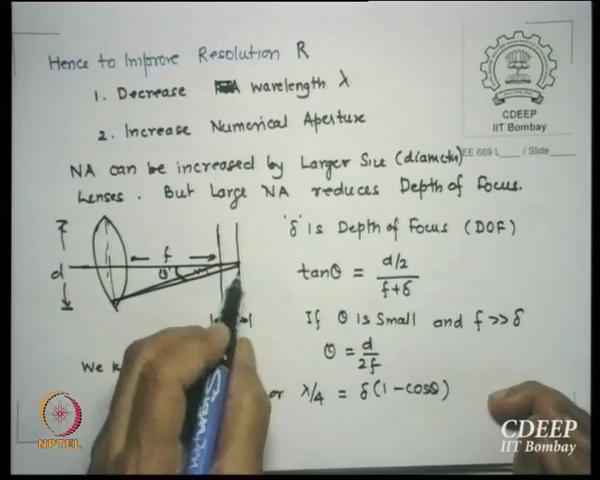 Hence to Improve Resolution R
1. Decrease wavelength λ
2. Increase Numerical Aperture
NA can be increased by Larger Size (diameter)
Lenses. But Large NA reduces Depth of Focus.
CDEEP
IIT Bombay
EE 669 L___ / Slide___
'δ' is Depth of Focus (DOF)
f
θ
d
tanθ = d/2 / f+δ
If θ is Small and f >> δ
θ = d/2f
We
or λ/4 = δ(1-cosθ)
NPTEL
CDEEP
IIT Bombay